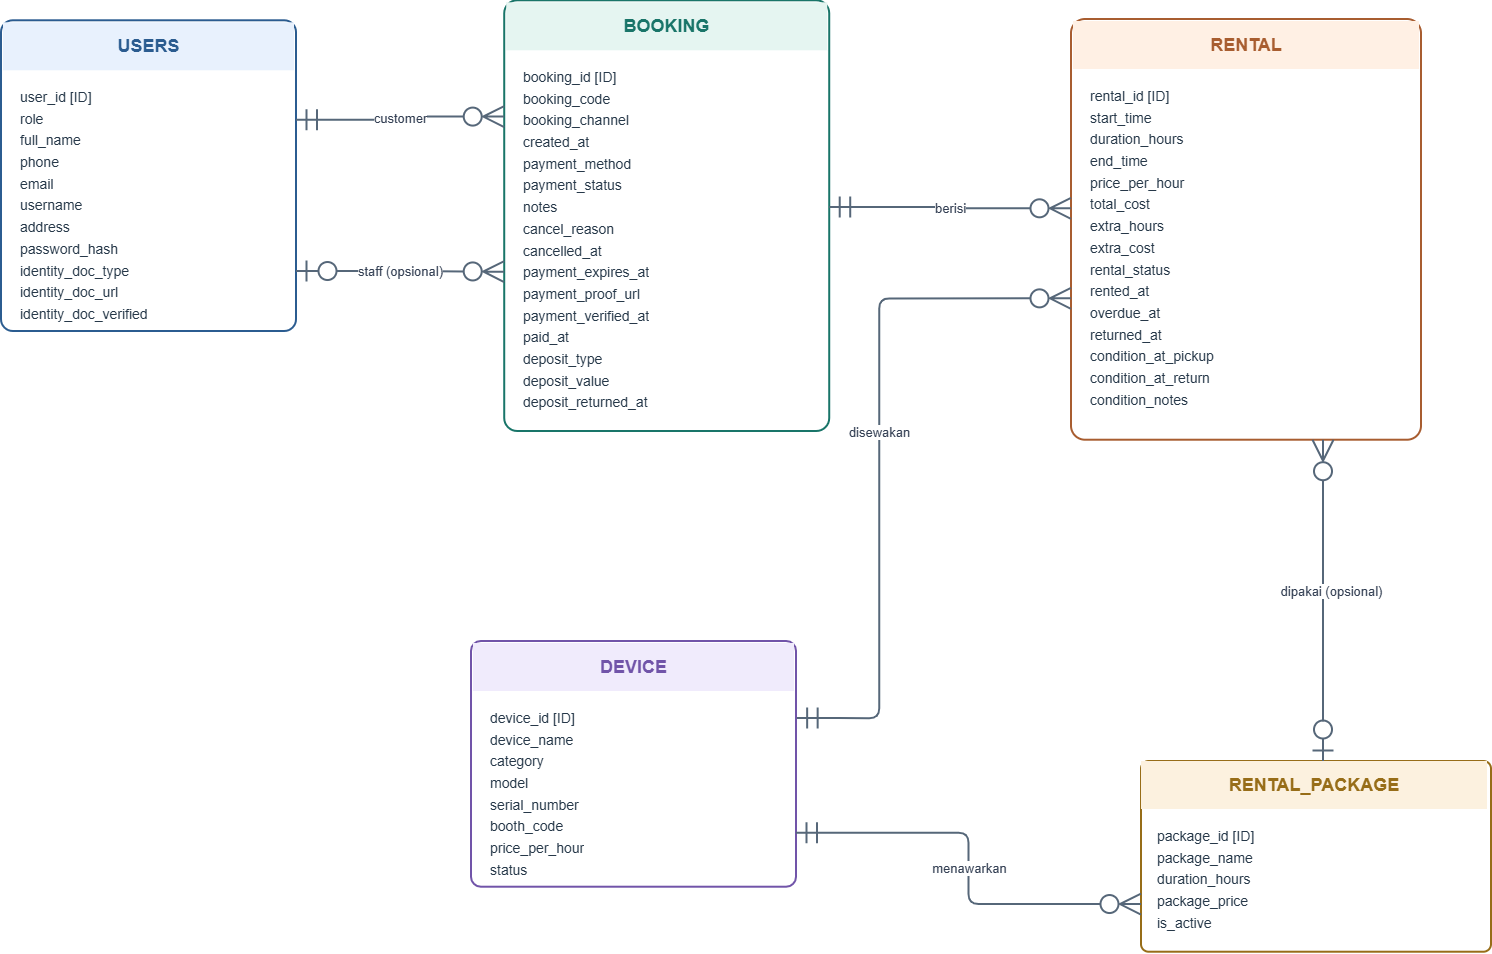 USERS
user_id [ID]
role
full_name
phone
email
username
address
password_hash
identity_doc_type
identity_doc_url
identity_doc_verified
customer
staff (opsional)
BOOKING
booking_id [ID]
booking_code
booking_channel
created_at
payment_method
payment_status
notes
cancel_reason
cancelled_at
payment_expires_at
payment_proof_url
payment_verified_at
paid_at
deposit_type
deposit_value
deposit_returned_at
berisi
disewakan
RENTAL
rental_id [ID]
start_time
duration_hours
end_time
price_per_hour
total_cost
extra_hours
extra_cost
rental_status
rented_at
overdue_at
returned_at
condition_at_pickup
condition_at_return
condition_notes
dipakai (opsional)
DEVICE
device_id [ID]
device_name
category
model
serial_number
booth_code
price_per_hour
status
menawarkan
RENTAL_PACKAGE
package_id [ID]
package_name
duration_hours
package_price
is_active